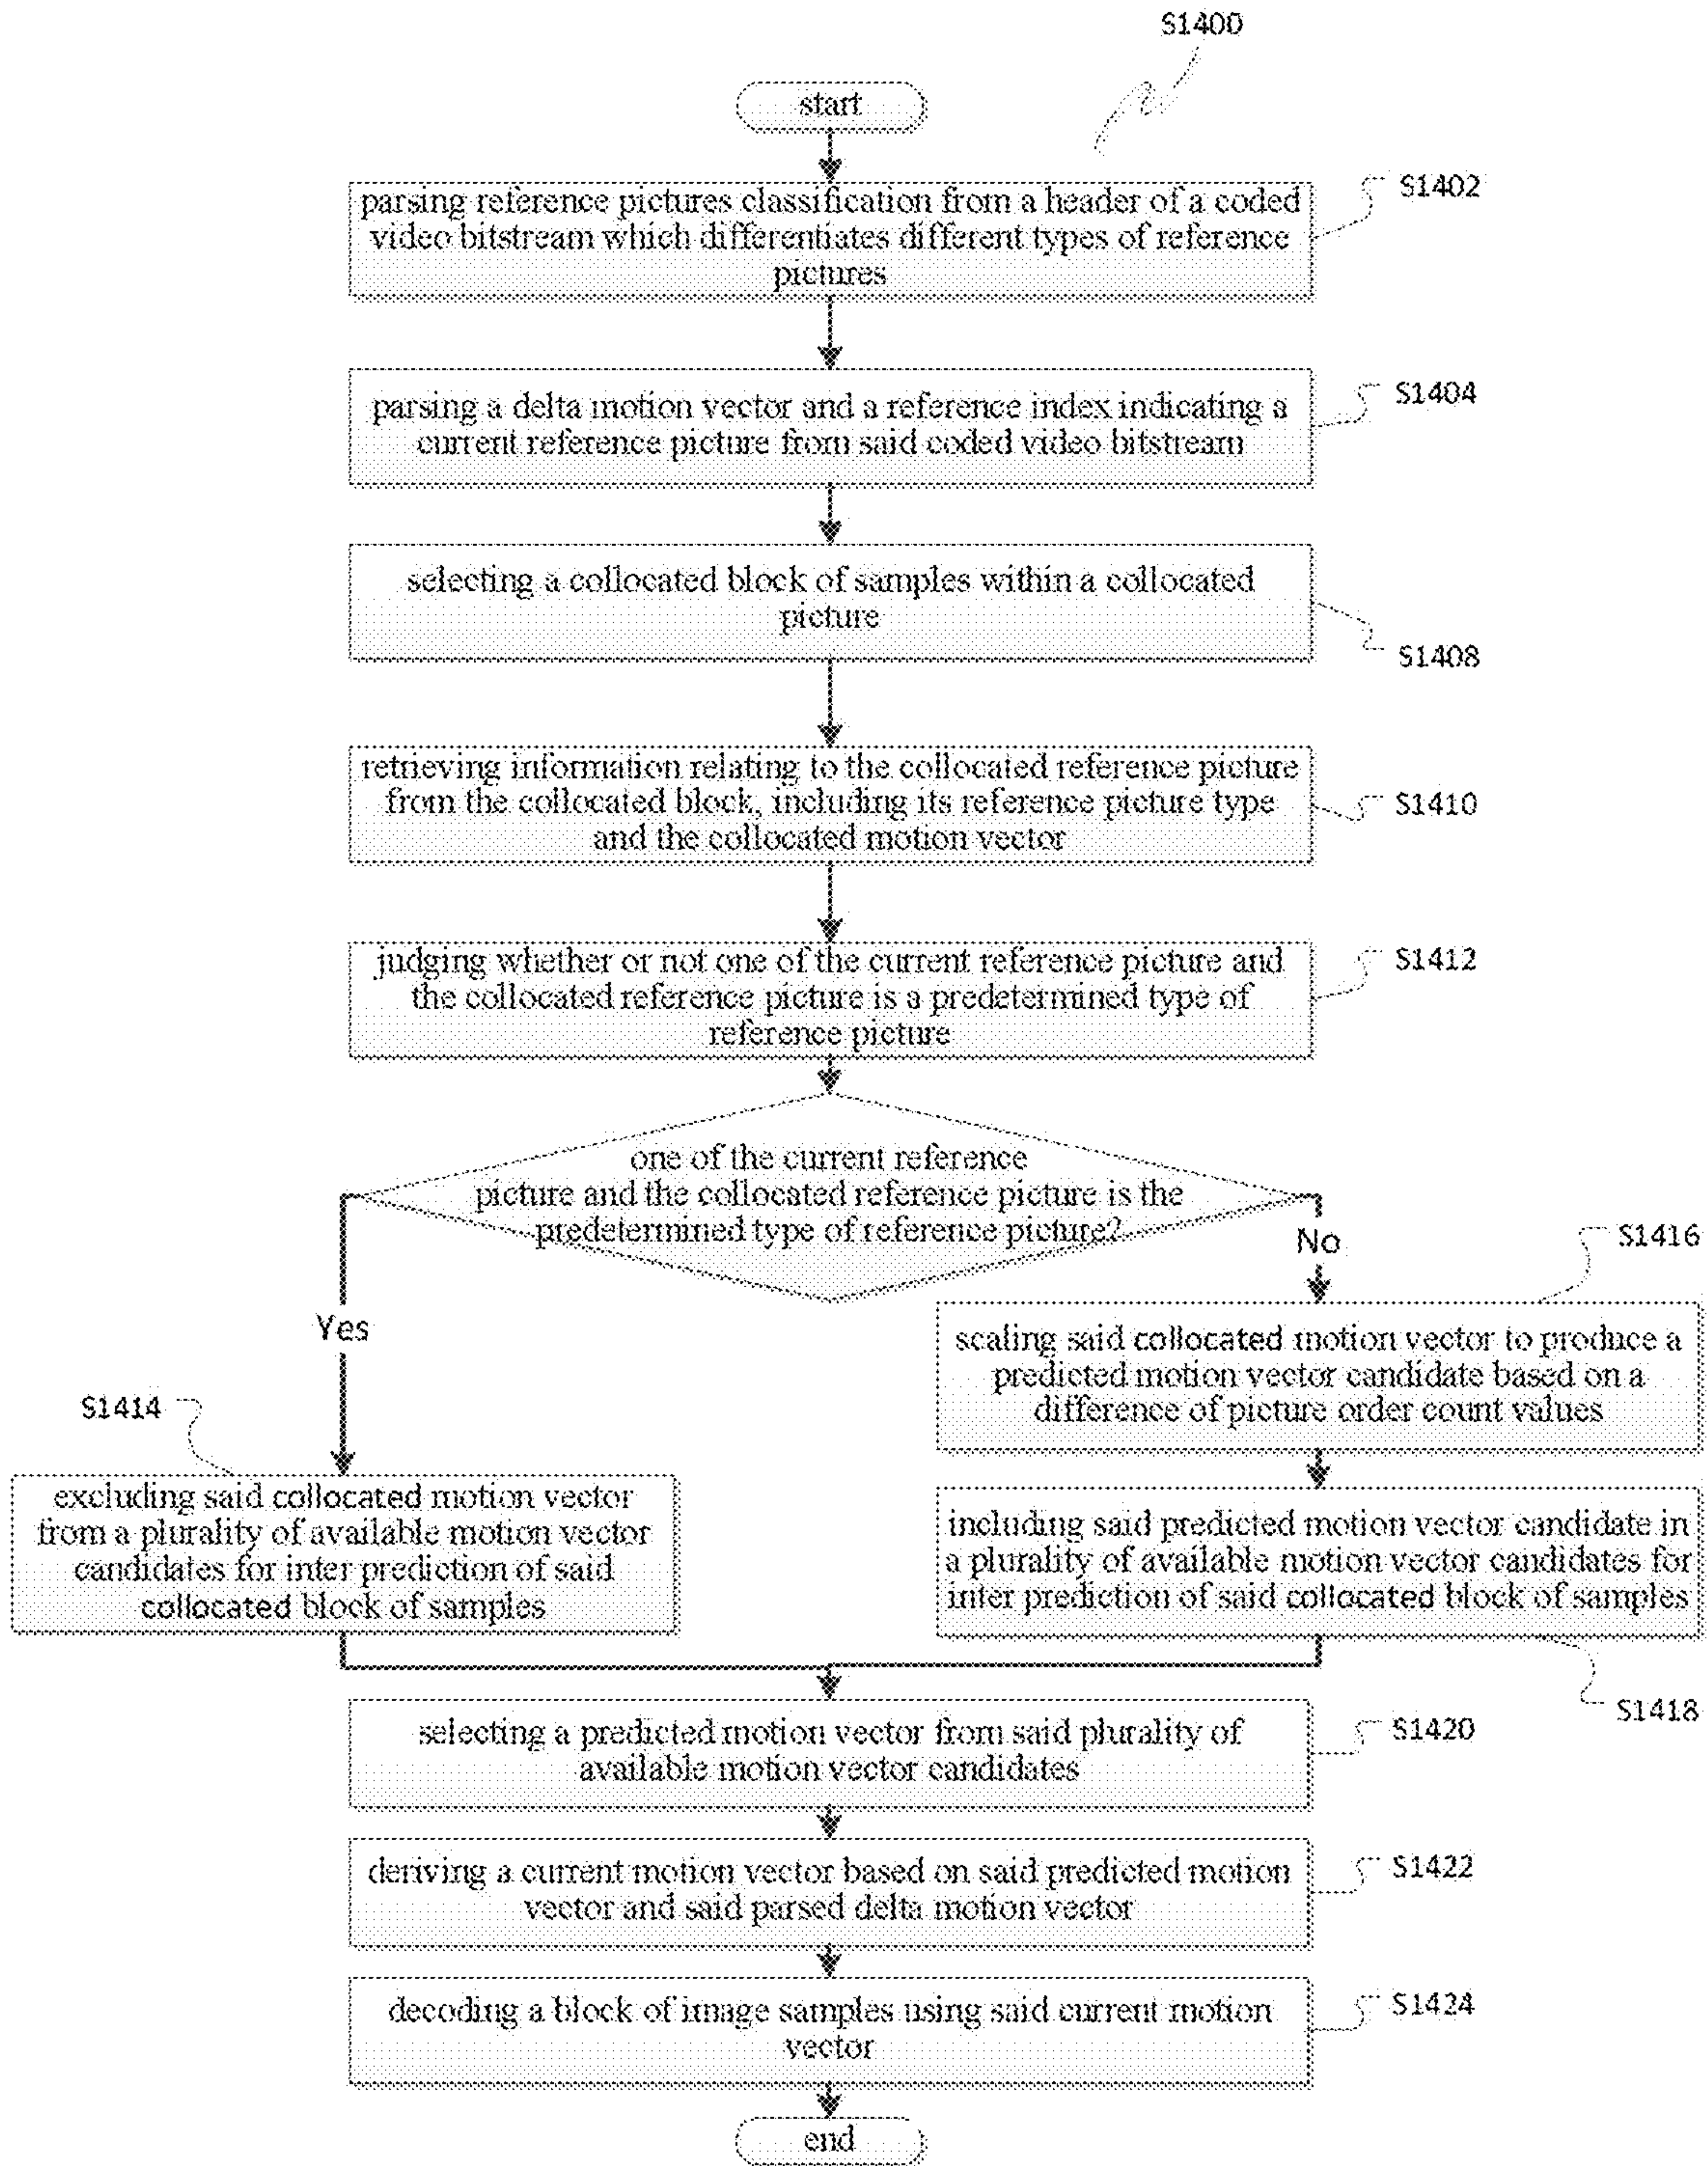 S1400
start
parsing reference pictures classification from a header of a coded
video bitstream which differentiates different types of reference
pictures
S1402
parsing a delta motion vector and a reference index indicating a
current reference picture from said coded video bitstream
S1404
selecting a collocated block of samples within a collocated
picture
S1408
retrieving information relating to the collocated reference picture
from the collocated block, including its reference picture type
and the collocated motion vector
S1410
judging whether or not one of the current reference picture and
the collocated reference picture is a predetermined type of
reference picture
S1412
one of the current reference
picture and the collocated reference picture is the
predetermined type of reference picture?
Yes
No
S1416
scaling said collocated motion vector to produce a
predicted motion vector candidate based on a
difference of picture order count values
S1414
excluding said collocated motion vector
from a plurality of available motion vector
candidates for inter prediction of said
collocated block of samples
including said predicted motion vector candidate in
a plurality of available motion vector candidates for
inter prediction of said collocated block of samples
S1418
selecting a predicted motion vector from said plurality of
available motion vector candidates
S1420
deriving a current motion vector based on said predicted motion
vector and said parsed delta motion vector
S1422
decoding a block of image samples using said current motion
vector
S1424
end